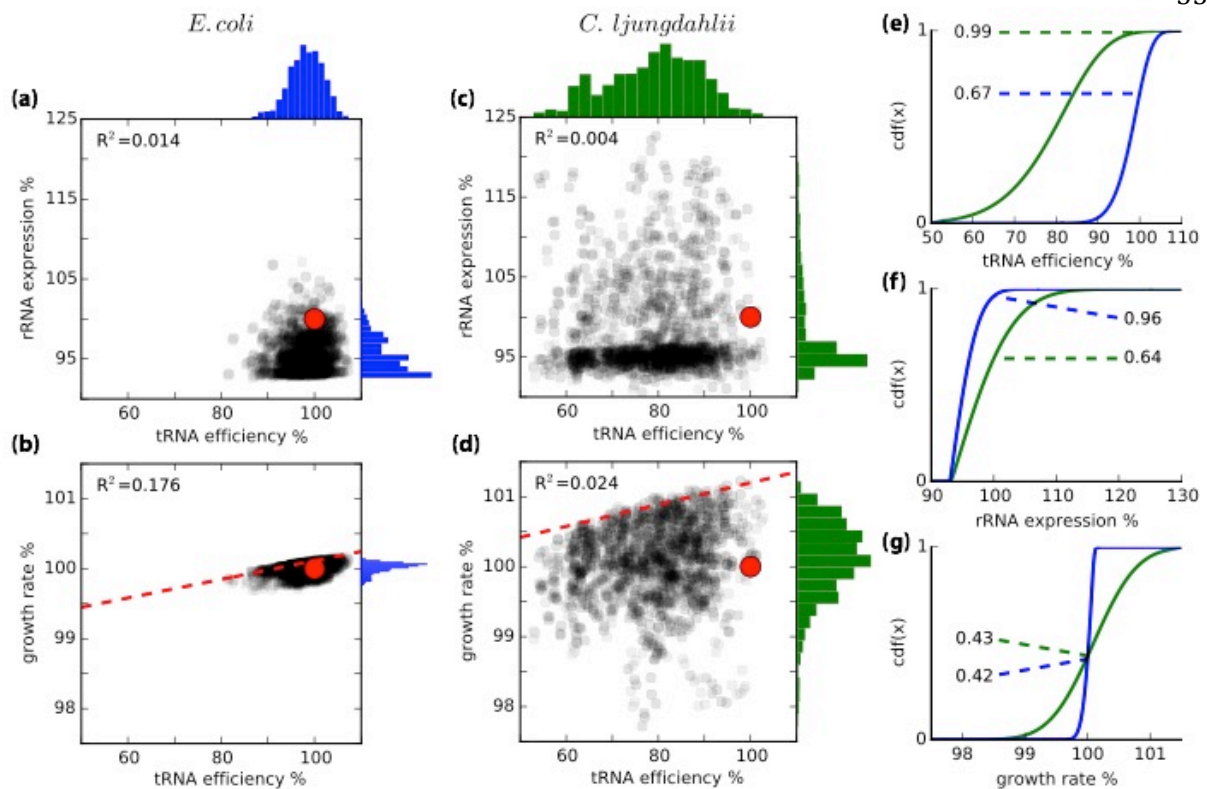 E. coli
C. ljungdahlii
(a)
R²=0.014
125
115
105
95
rRNA expression %
60
80
100
tRNA efficiency %
(b)
R²=0.176
101
100
99
98
growth rate %
60
80
100
tRNA efficiency %
(c)
R²=0.004
125
115
105
95
rRNA expression %
60
80
100
tRNA efficiency %
(d)
R²=0.024
101
100
99
98
growth rate %
60
80
100
tRNA efficiency %
(e)
1
0.99
0.67
cdf(x)
0
50
60
70
80
90
100
110
tRNA efficiency %
(f)
1
0.96
0.64
cdf(x)
0
90
100
110
120
130
rRNA expression %
(g)
1
0.43
0.42
cdf(x)
0
98
99
100
101
growth rate %